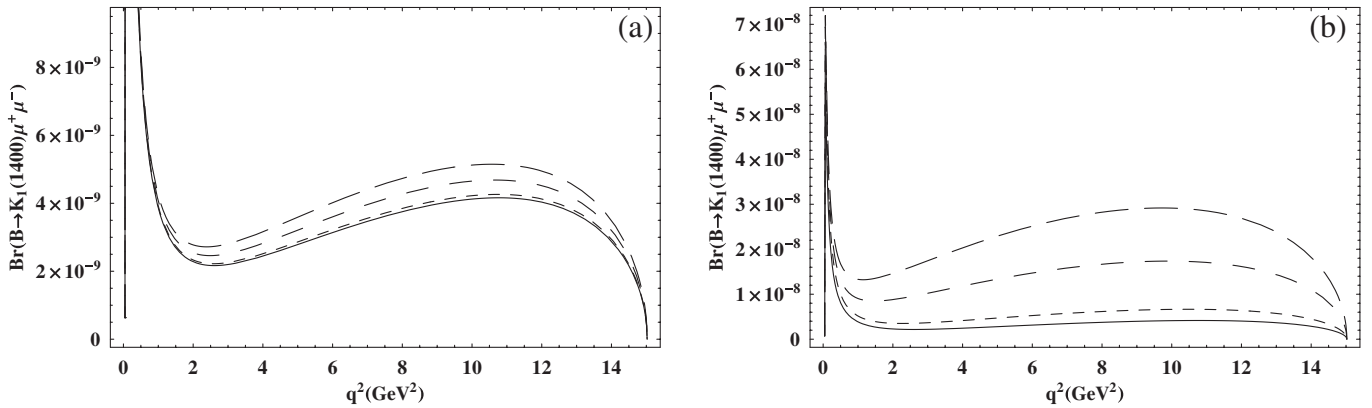 (a)
Br(B→K₁(1400)μ⁺μ⁻)
8×10⁻⁹
6×10⁻⁹
4×10⁻⁹
2×10⁻⁹
0
0 2 4 6 8 10 12 14
q²(GeV²)
(b)
Br(B→K₁(1400)μ⁺μ⁻)
7×10⁻⁸
6×10⁻⁸
5×10⁻⁸
4×10⁻⁸
3×10⁻⁸
2×10⁻⁸
1×10⁻⁸
0
0 2 4 6 8 10 12 14
q²(GeV²)